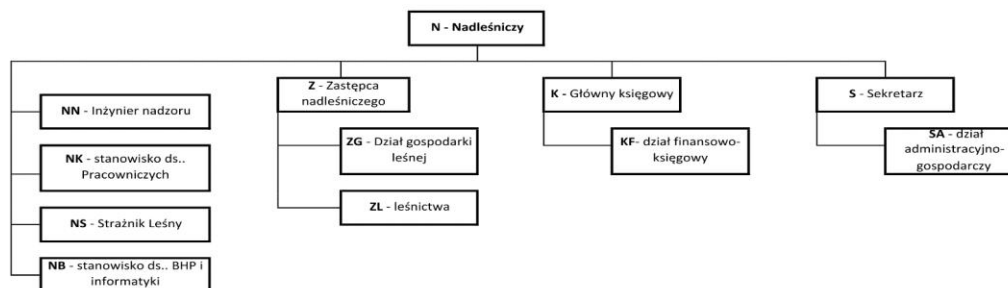 N - Nadleśniczy
Z - Zastępca
nadleśniczego
K - Główny księgowy
S - Sekretarz
NN - Inżynier nadzoru
ZG - Dział gospodarki
leśnej
KF- dział finansowo-
księgowy
SA - dział
administracyjno-
gospodarczy
NK - stanowisko ds..
Pracowniczych
ZL - leśnictwa
NS - Strażnik Leśny
NB - stanowisko ds.. BHP i
informatyki